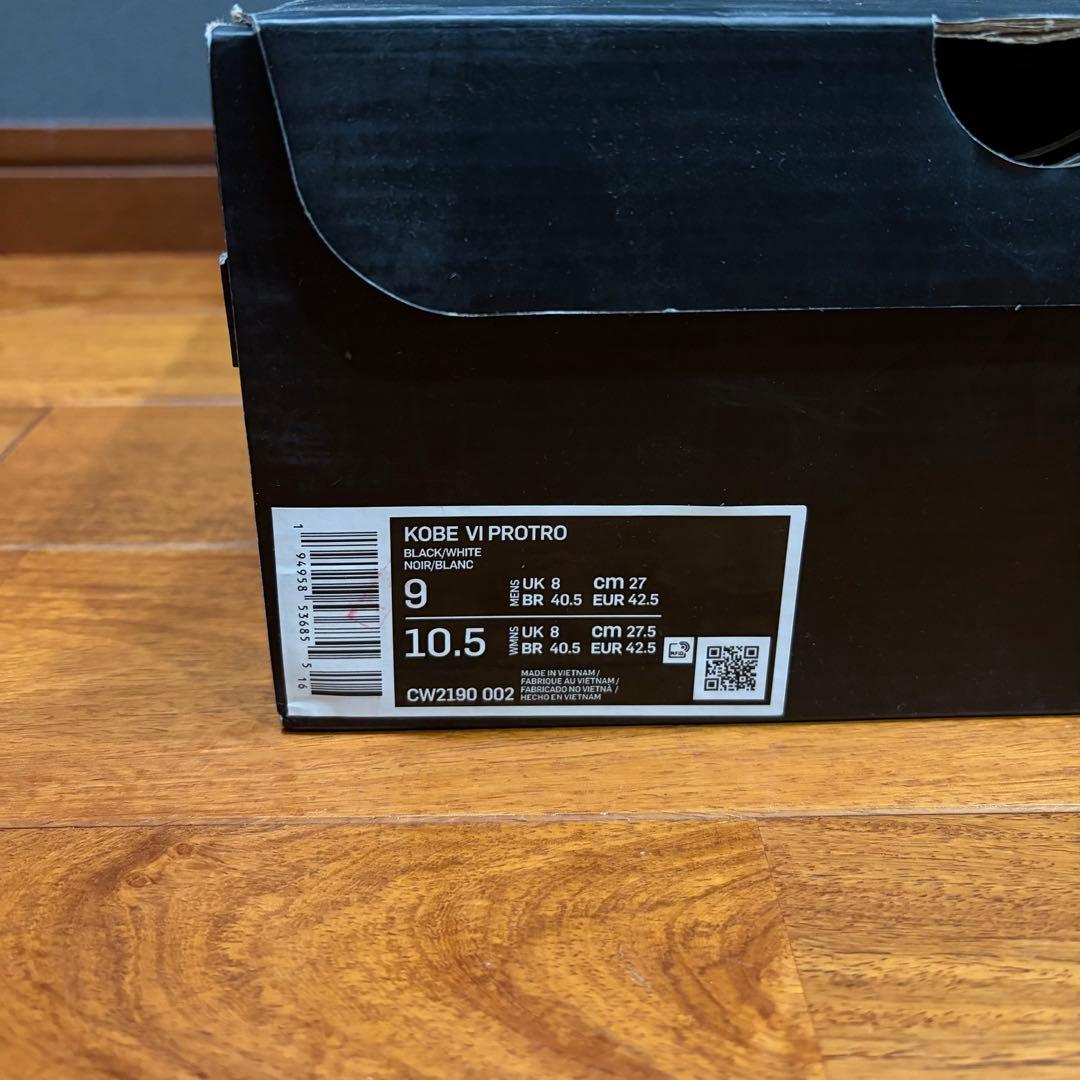 KOBE VI PROTRO
BLACK/WHITE
NOIR/BLANC
9 MENS UK 8 cm 27
BR 40.5 EUR 42.5
10.5 WMNS UK 8 cm 27.5
BR 40.5 EUR 42.5
RFID
CW2190 002
MADE IN VIETNAM /
FABRIQUE AU VIETNAM /
FABRICADO NO VIETNÃ /
HECHO EN VIETNAM
1 94958 53685 5 16